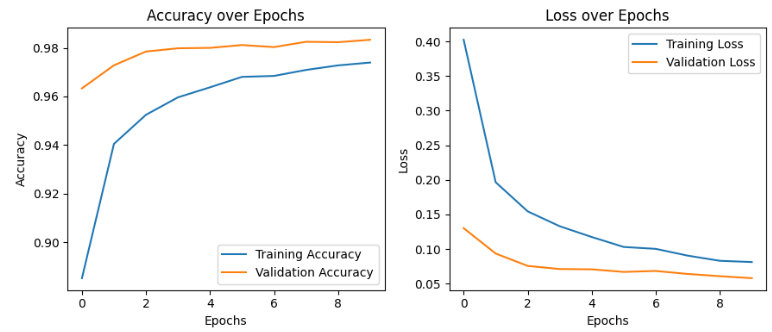 Accuracy over Epochs
0.98
0.96
0.94
0.92
0.90
Accuracy
Training Accuracy
Validation Accuracy
0 2 4 6 8
Epochs
Loss over Epochs
0.40
0.35
0.30
0.25
0.20
0.15
0.10
0.05
Loss
Training Loss
Validation Loss
0 2 4 6 8
Epochs